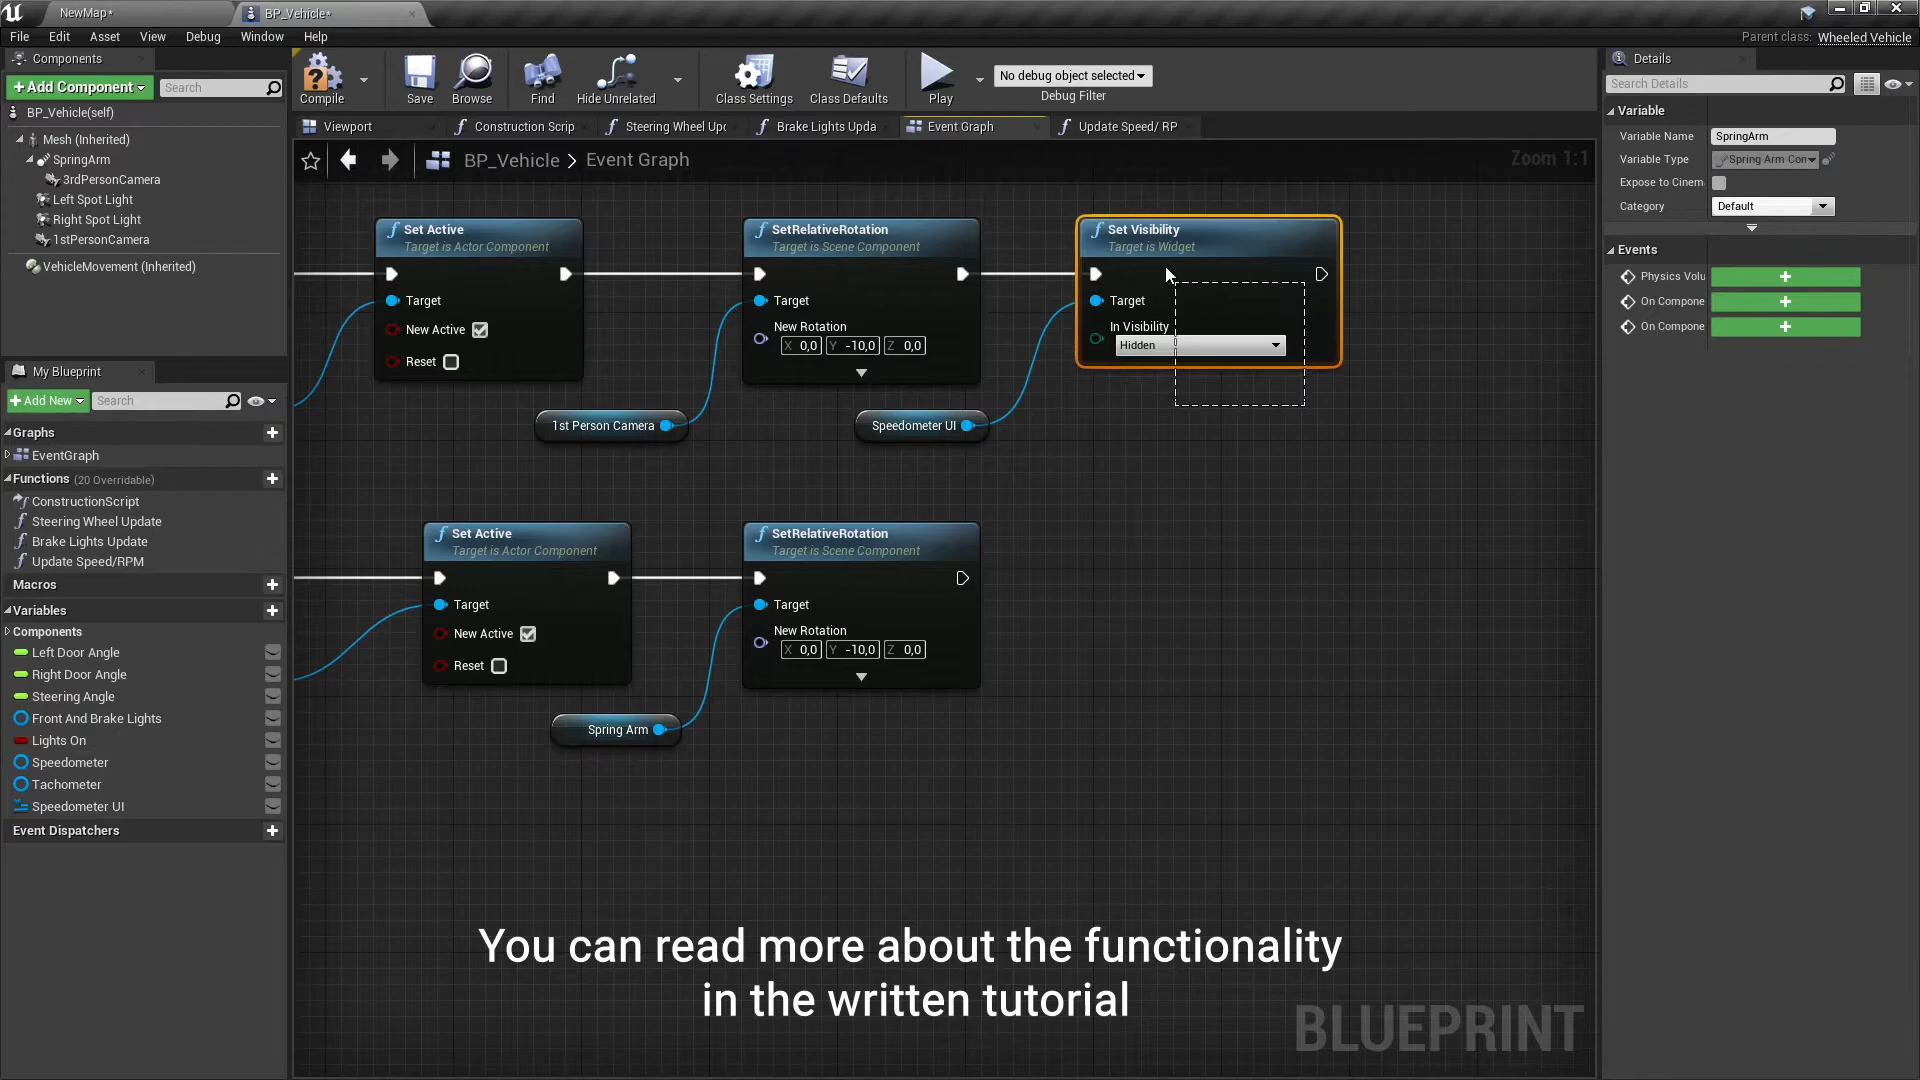 NewMap*
BP_Vehicle*
File Edit Asset View Debug Window Help
Parent class: Wheeled Vehicle
Components
Add Component
Search
BP_Vehicle(self)
Mesh (Inherited)
SpringArm
3rdPersonCamera
Left Spot Light
Right Spot Light
1stPersonCamera
VehicleMovement (Inherited)
My Blueprint
Add New
Search
Graphs
EventGraph
Functions (20 Overridable)
ConstructionScript
Steering Wheel Update
Brake Lights Update
Update Speed/RPM
Macros
Variables
Components
Left Door Angle
Right Door Angle
Steering Angle
Front And Brake Lights
Lights On
Speedometer
Tachometer
Speedometer UI
Event Dispatchers
Compile
Save
Browse
Find
Hide Unrelated
Class Settings
Class Defaults
Play
No debug object selected
Debug Filter
Viewport
Construction Scrip
Steering Wheel Upd
Brake Lights Upda
Event Graph
Update Speed/ RP
BP_Vehicle > Event Graph
Zoom 1:1
Set Active
Target is Actor Component
Target
New Active
Reset
SetRelativeRotation
Target is Scene Component
Target
New Rotation
X 0,0 Y -10,0 Z 0,0
Set Visibility
Target is Widget
Target
In Visibility
Hidden
1st Person Camera
Speedometer UI
Set Active
Target is Actor Component
Target
New Active
Reset
SetRelativeRotation
Target is Scene Component
Target
New Rotation
X 0,0 Y -10,0 Z 0,0
Spring Arm
You can read more about the functionality
in the written tutorial
BLUEPRINT
Details
Search Details
Variable
Variable Name SpringArm
Variable Type Spring Arm Con
Expose to Cinem
Category Default
Events
Physics Volu
On Compone
On Compone